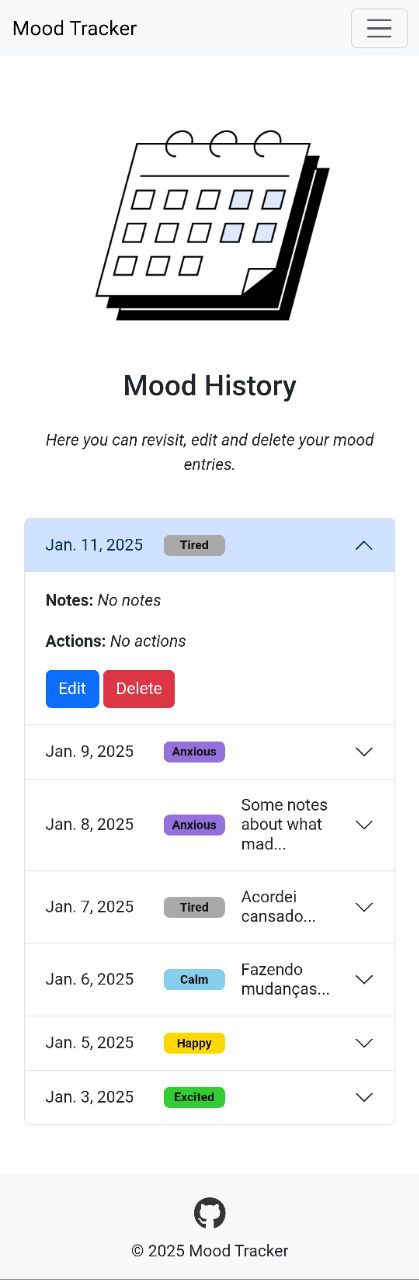 Mood Tracker
Mood History
Here you can revisit, edit and delete your mood
entries.
Jan. 11, 2025 Tired
Notes: No notes
Actions: No actions
Edit Delete
Jan. 9, 2025 Anxious
Jan. 8, 2025 Anxious Some notes
about what
mad...
Jan. 7, 2025 Tired Acordei
cansado...
Jan. 6, 2025 Calm Fazendo
mudanças...
Jan. 5, 2025 Happy
Jan. 3, 2025 Excited
© 2025 Mood Tracker